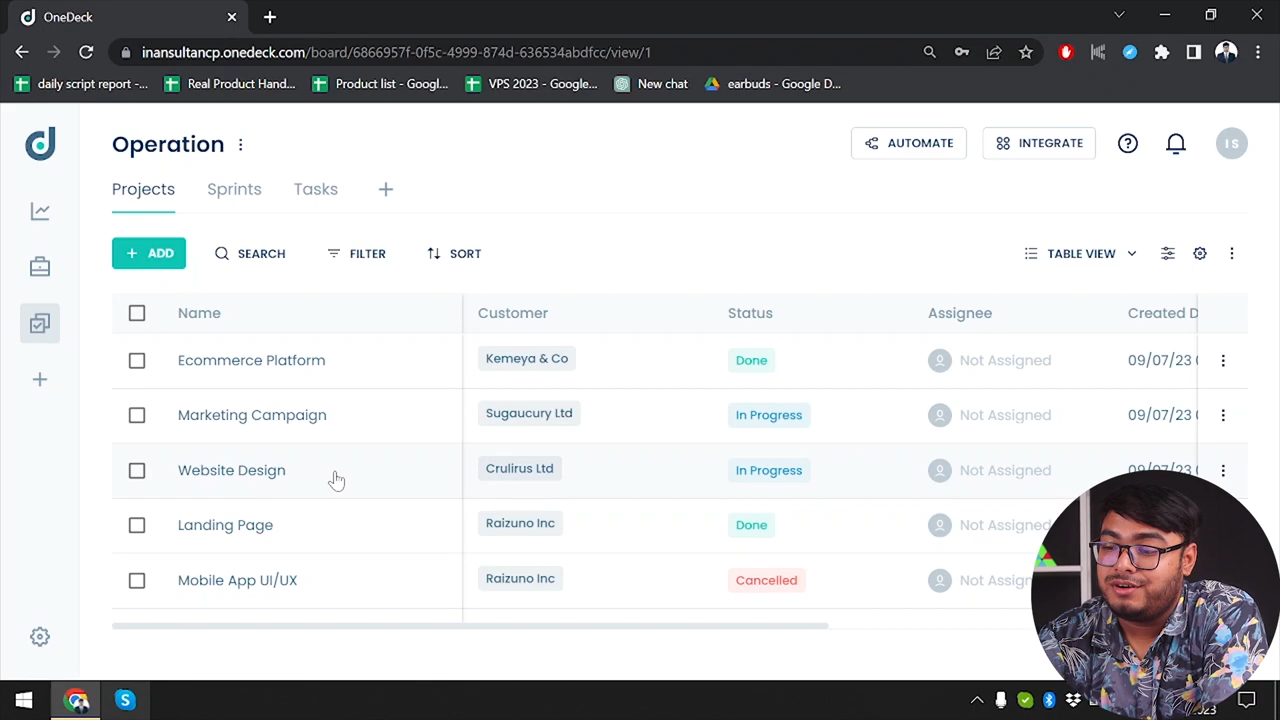 OneDeck
inansultancp.onedeck.com/board/6866957f-0f5c-4999-874d-636534abdfcc/view/1
daily script report -... Real Product Hand... Product list - Googl... VPS 2023 - Google... New chat earbuds - Google D...
Operation AUTOMATE INTEGRATE IS
Projects Sprints Tasks
+ ADD SEARCH FILTER SORT TABLE VIEW
Name Customer Status Assignee Created D
Ecommerce Platform Kemeya & Co Done Not Assigned 09/07/23
Marketing Campaign Sugaucury Ltd In Progress Not Assigned 09/07/23
Website Design Crulirus Ltd In Progress Not Assigned 09/07/23
Landing Page Raizuno Inc Done Not Assigned
Mobile App UI/UX Raizuno Inc Cancelled Not Assign